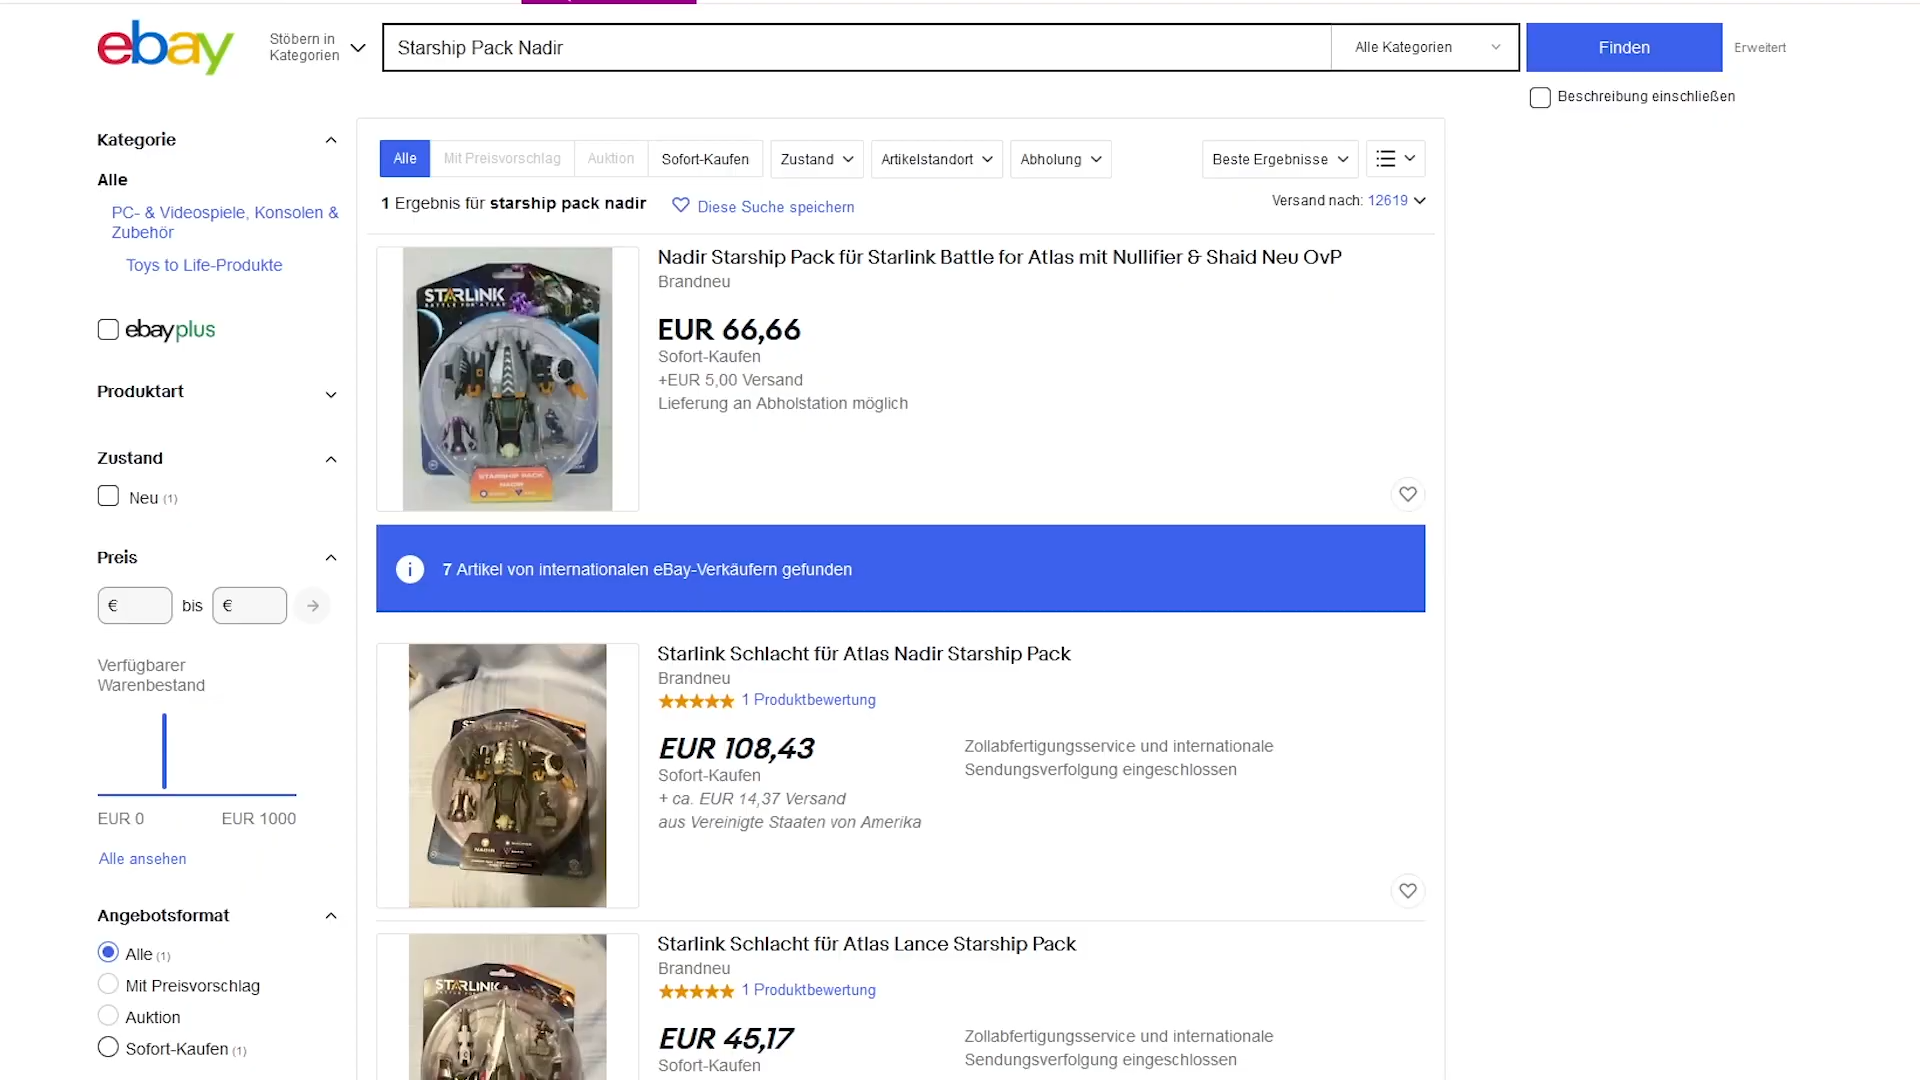 ebay
Stöbern in
Kategorien
Starship Pack Nadir
Alle Kategorien
Finden
Erweitert
Beschreibung einschließen
Kategorie
Alle
PC- & Videospiele, Konsolen &
Zubehör
Toys to Life-Produkte
ebayplus
Produktart
Zustand
Neu (1)
Preis
€ bis €
Verfügbarer
Warenbestand
EUR 0 EUR 1000
Alle ansehen
Angebotsformat
Alle (1)
Mit Preisvorschlag
Auktion
Sofort-Kaufen (1)
Alle Mit Preisvorschlag Auktion Sofort-Kaufen Zustand Artikelstandort Abholung Beste Ergebnisse
1 Ergebnis für starship pack nadir Diese Suche speichern Versand nach: 12619
STARLINK
BATTLE FOR ATLAS
STARSHIP PACK
NADIR
Nadir Starship Pack für Starlink Battle for Atlas mit Nullifier & Shaid Neu OvP
Brandneu
EUR 66,66
Sofort-Kaufen
+EUR 5,00 Versand
Lieferung an Abholstation möglich
7 Artikel von internationalen eBay-Verkäufern gefunden
NADIR
Starlink Schlacht für Atlas Nadir Starship Pack
Brandneu
1 Produktbewertung
EUR 108,43
Sofort-Kaufen
+ ca. EUR 14,37 Versand
aus Vereinigte Staaten von Amerika
Zollabfertigungsservice und internationale
Sendungsverfolgung eingeschlossen
STARLINK
Starlink Schlacht für Atlas Lance Starship Pack
Brandneu
1 Produktbewertung
EUR 45,17
Sofort-Kaufen
Zollabfertigungsservice und internationale
Sendungsverfolgung eingeschlossen